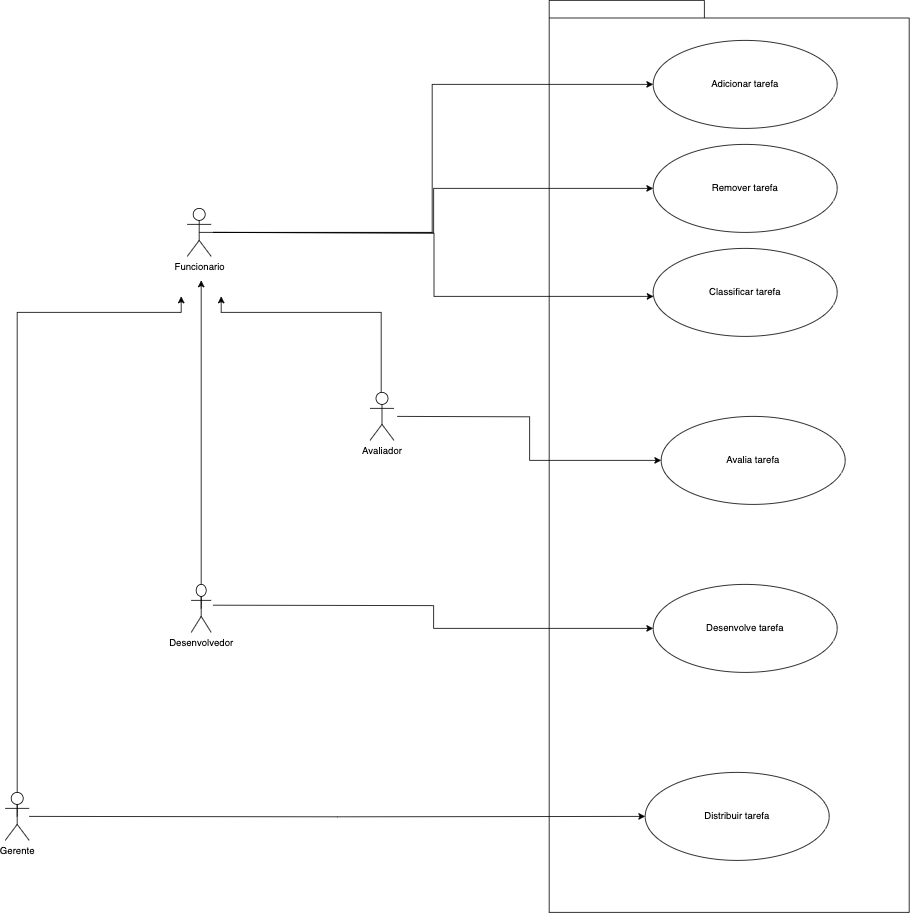 Adicionar tarefa
Remover tarefa
Funcionario
Classificar tarefa
Avaliador
Avalia tarefa
Desenvolvedor
Desenvolve tarefa
Gerente
Distribuir tarefa